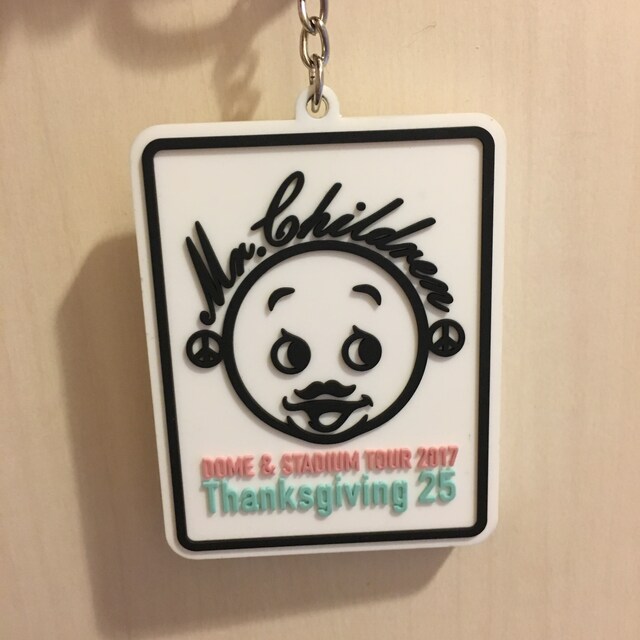 Mr. Children
DOME & STADIUM TOUR 2017
Thanksgiving 25